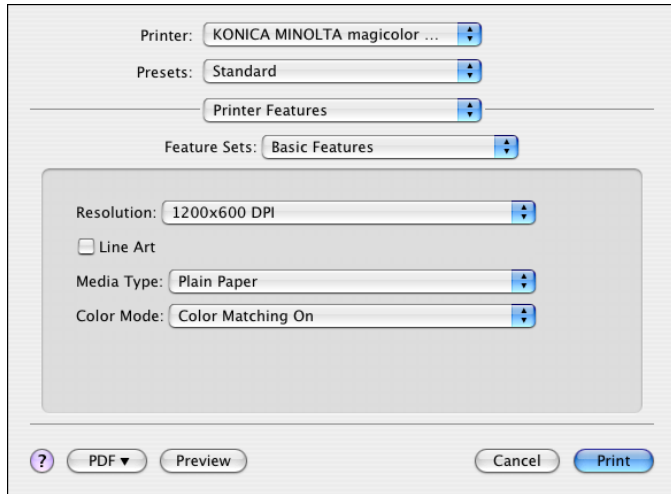 Printer: KONICA MINOLTA magicolor ...
Presets: Standard
Printer Features
Feature Sets: Basic Features
Resolution: 1200x600 DPI
Line Art
Media Type: Plain Paper
Color Mode: Color Matching On
? PDF ▼ Preview Cancel Print